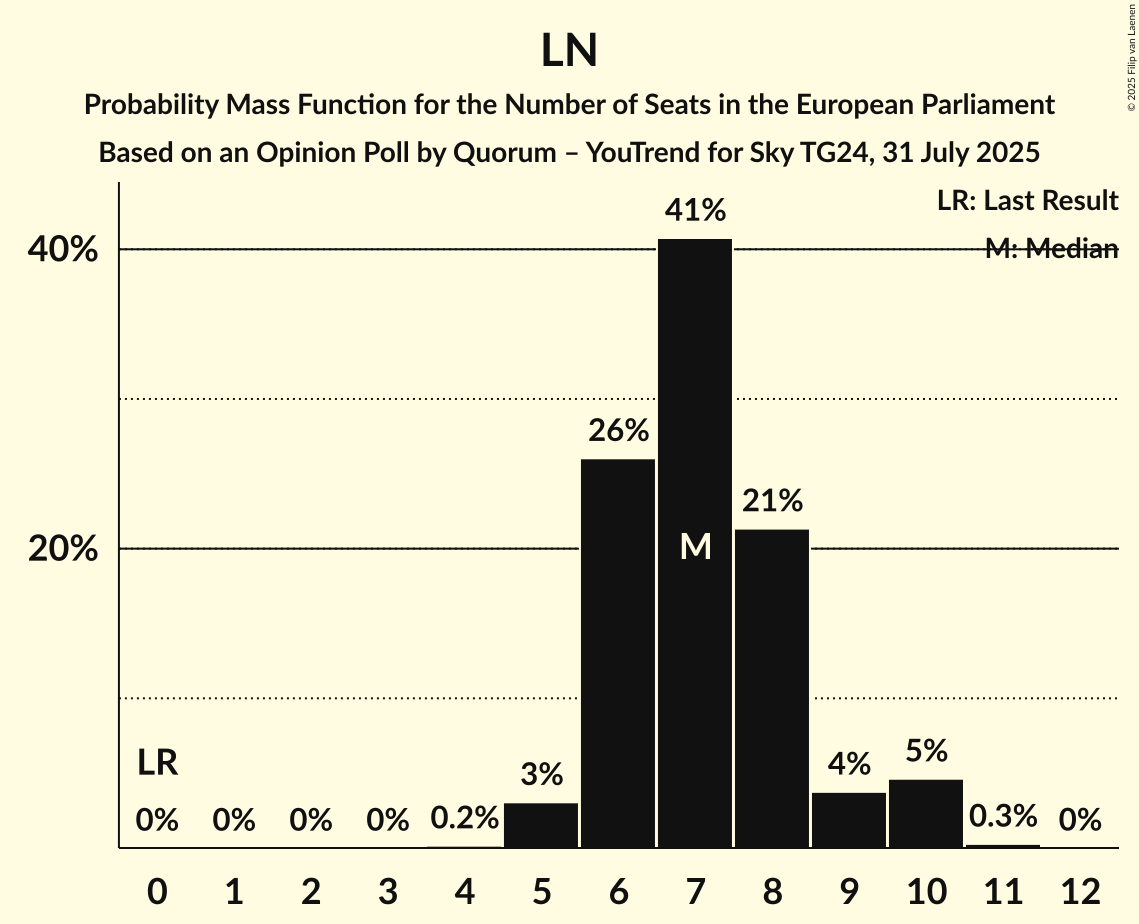 © 2025 Filip van Laenen
LN
Probability Mass Function for the Number of Seats in the European Parliament
Based on an Opinion Poll by Quorum – YouTrend for Sky TG24, 31 July 2025
LR: Last Result
M: Median
41%
40%
26%
21%
20%
M
LR
0% 0% 0% 0% 0.2% 3% 4% 5% 0.3% 0%
0 1 2 3 4 5 6 7 8 9 10 11 12